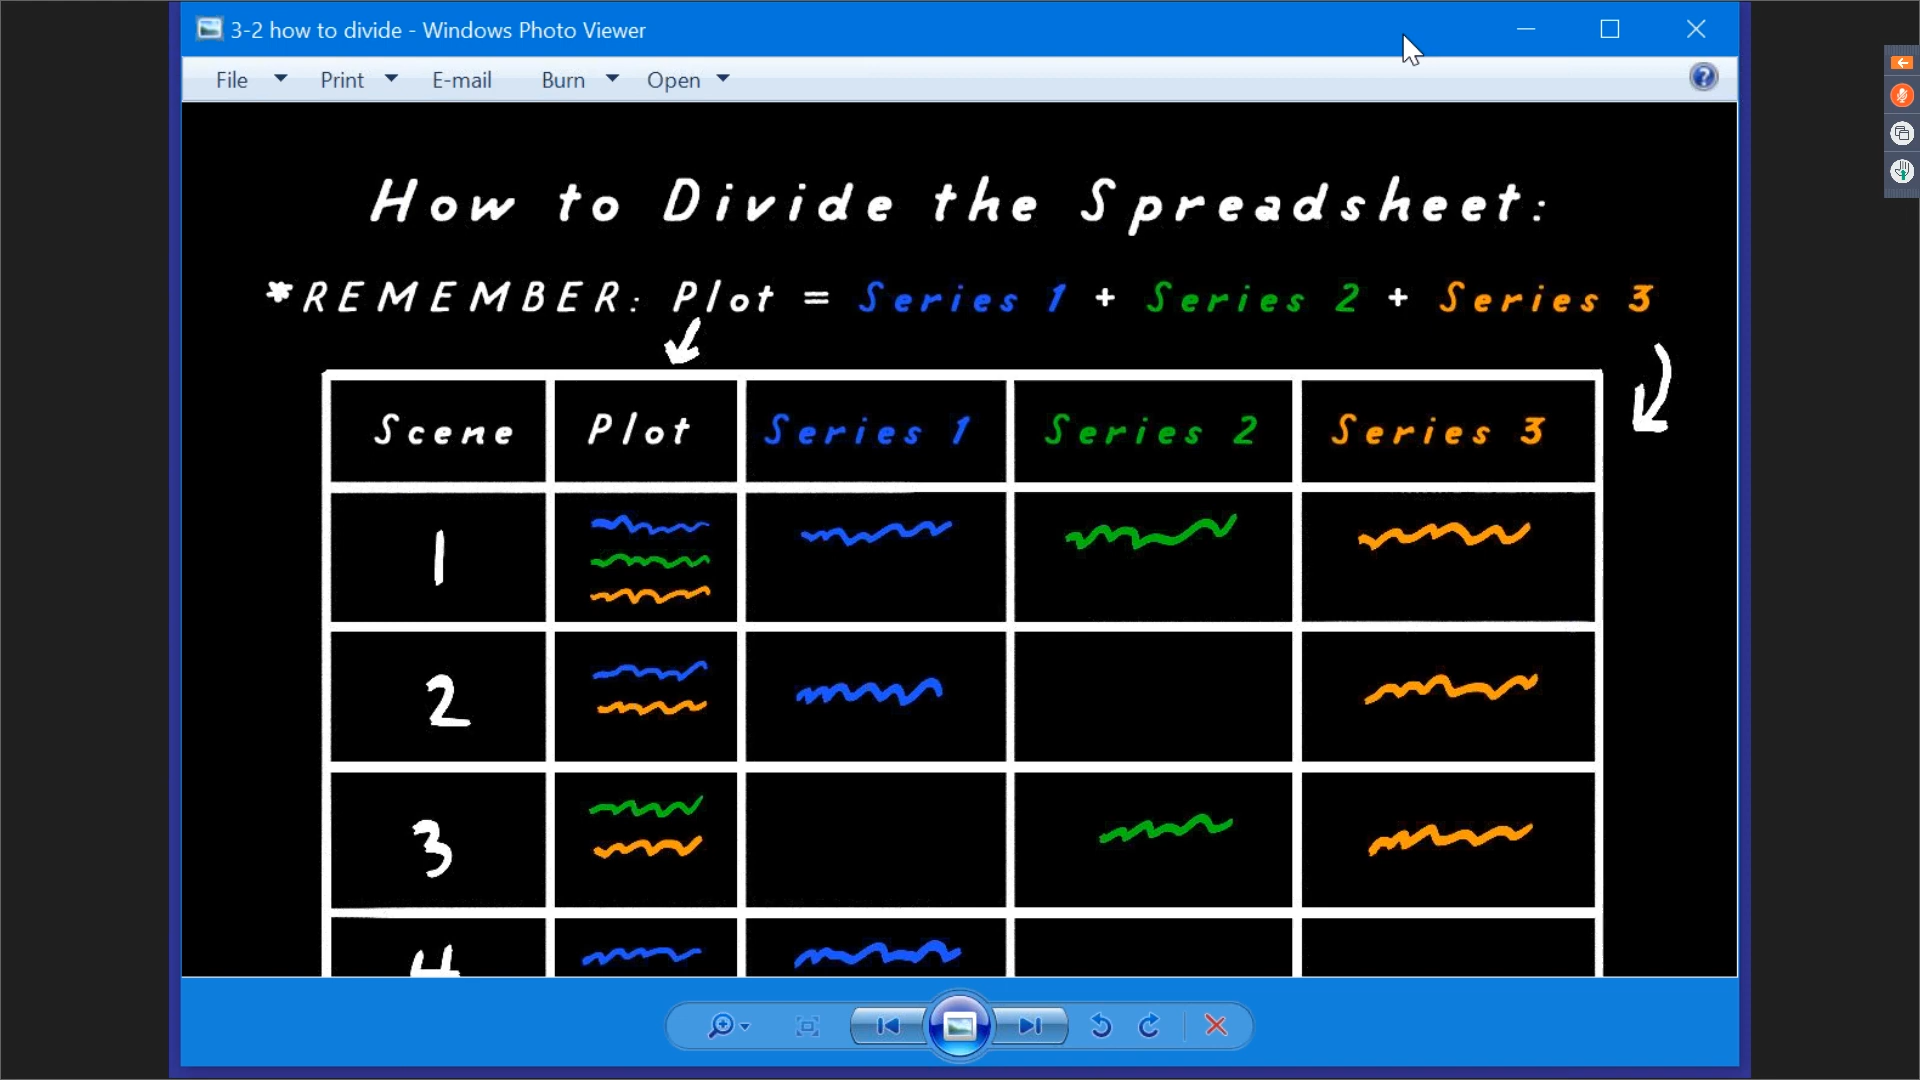 3-2 how to divide - Windows Photo Viewer
File Print E-mail Burn Open
How to Divide the Spreadsheet:
*REMEMBER: Plot = Series 1 + Series 2 + Series 3
Scene Plot Series 1 Series 2 Series 3
1
2
3
4